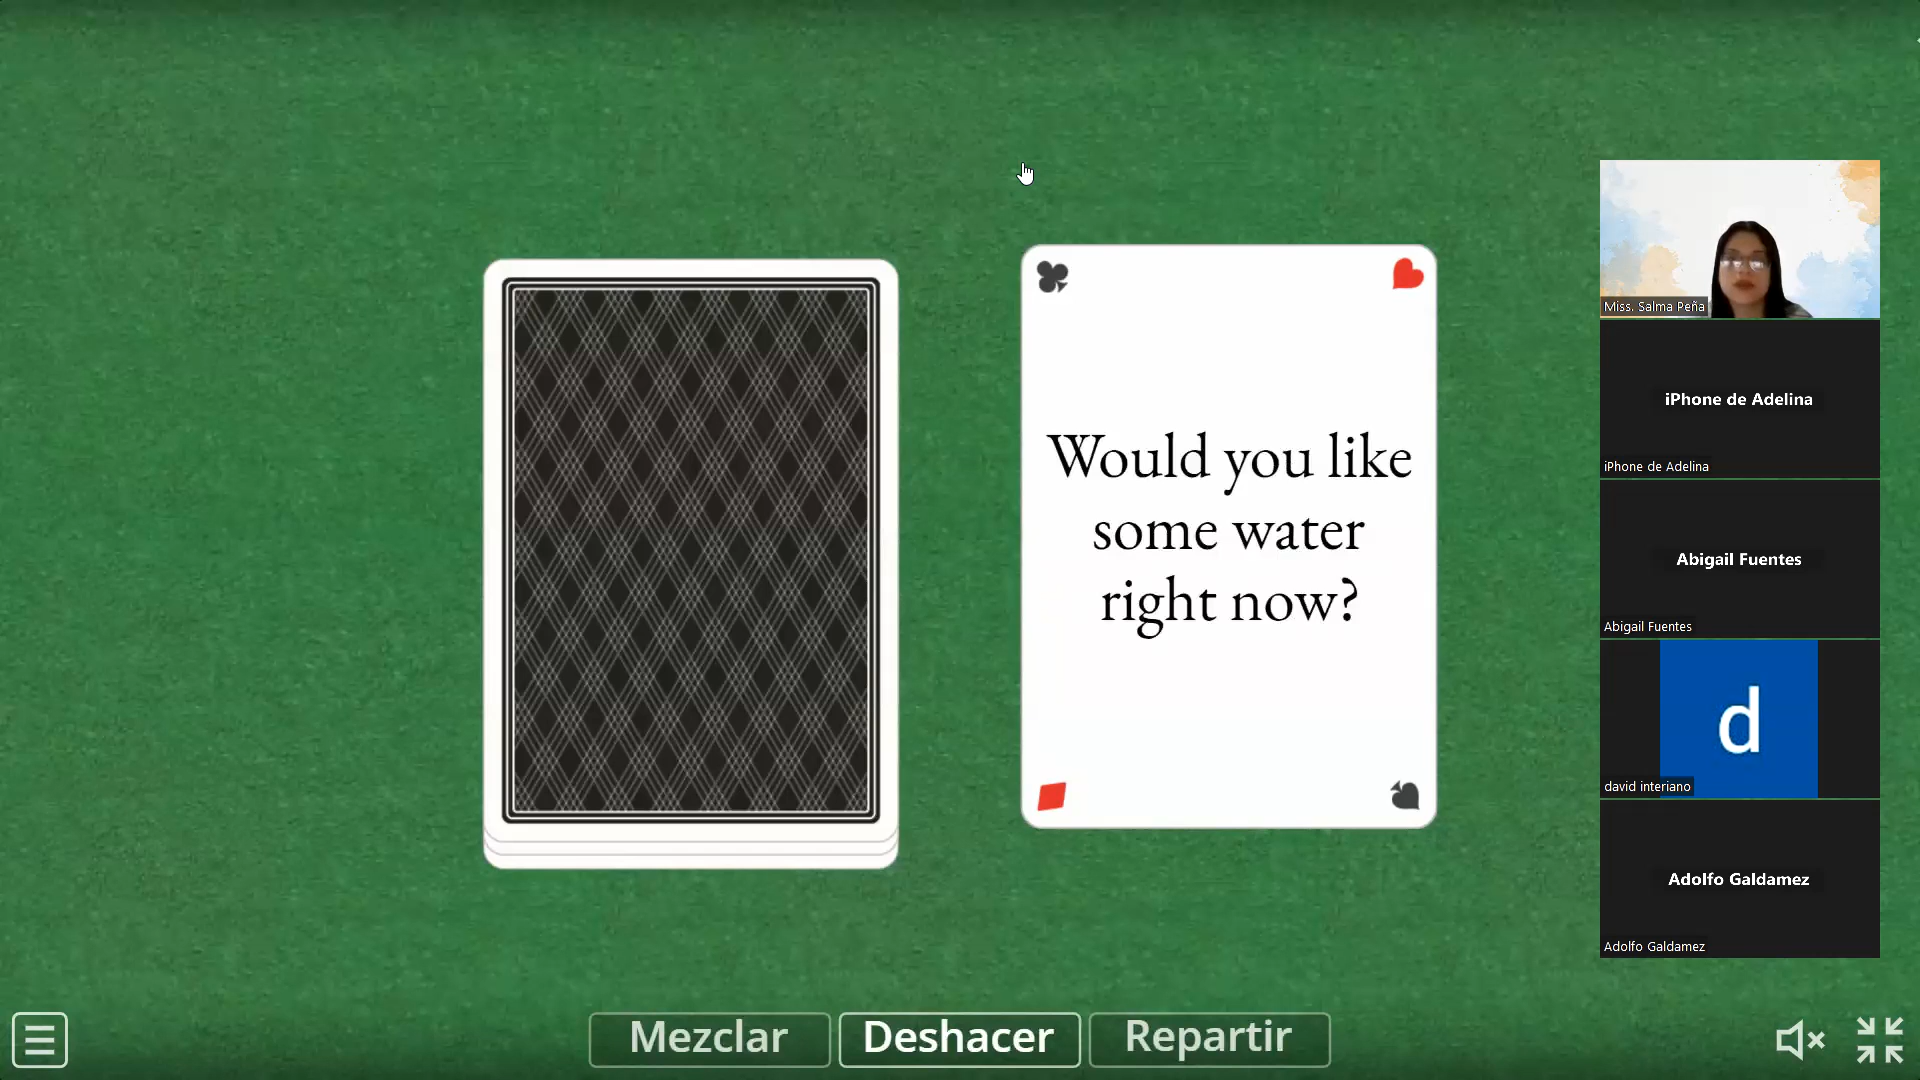 Would you like
some water
right now?
Miss. Salma Peña
iPhone de Adelina
iPhone de Adelina
Abigail Fuentes
Abigail Fuentes
d
david interiano
Adolfo Galdamez
Adolfo Galdamez
Mezclar
Deshacer
Repartir